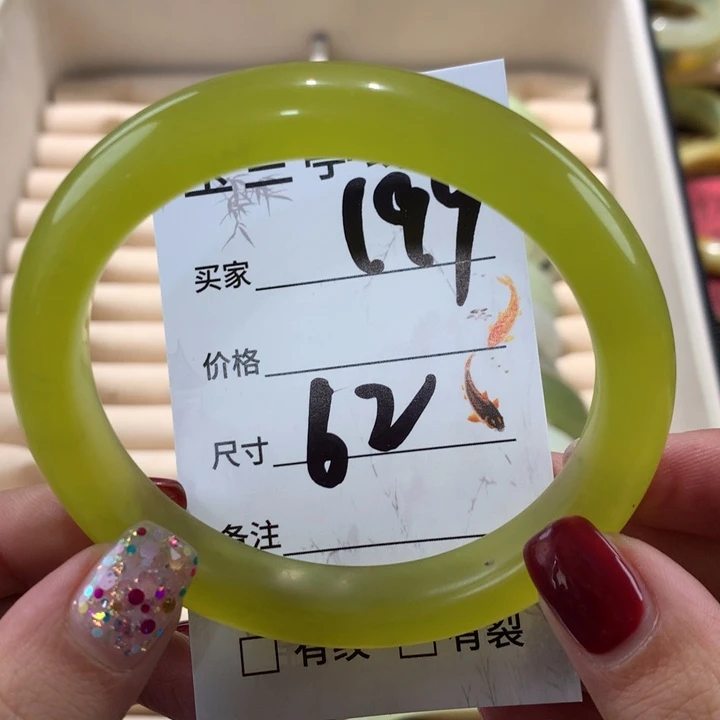 199
买家
价格
尺寸 62
备注
□ 有纹 □ 有裂